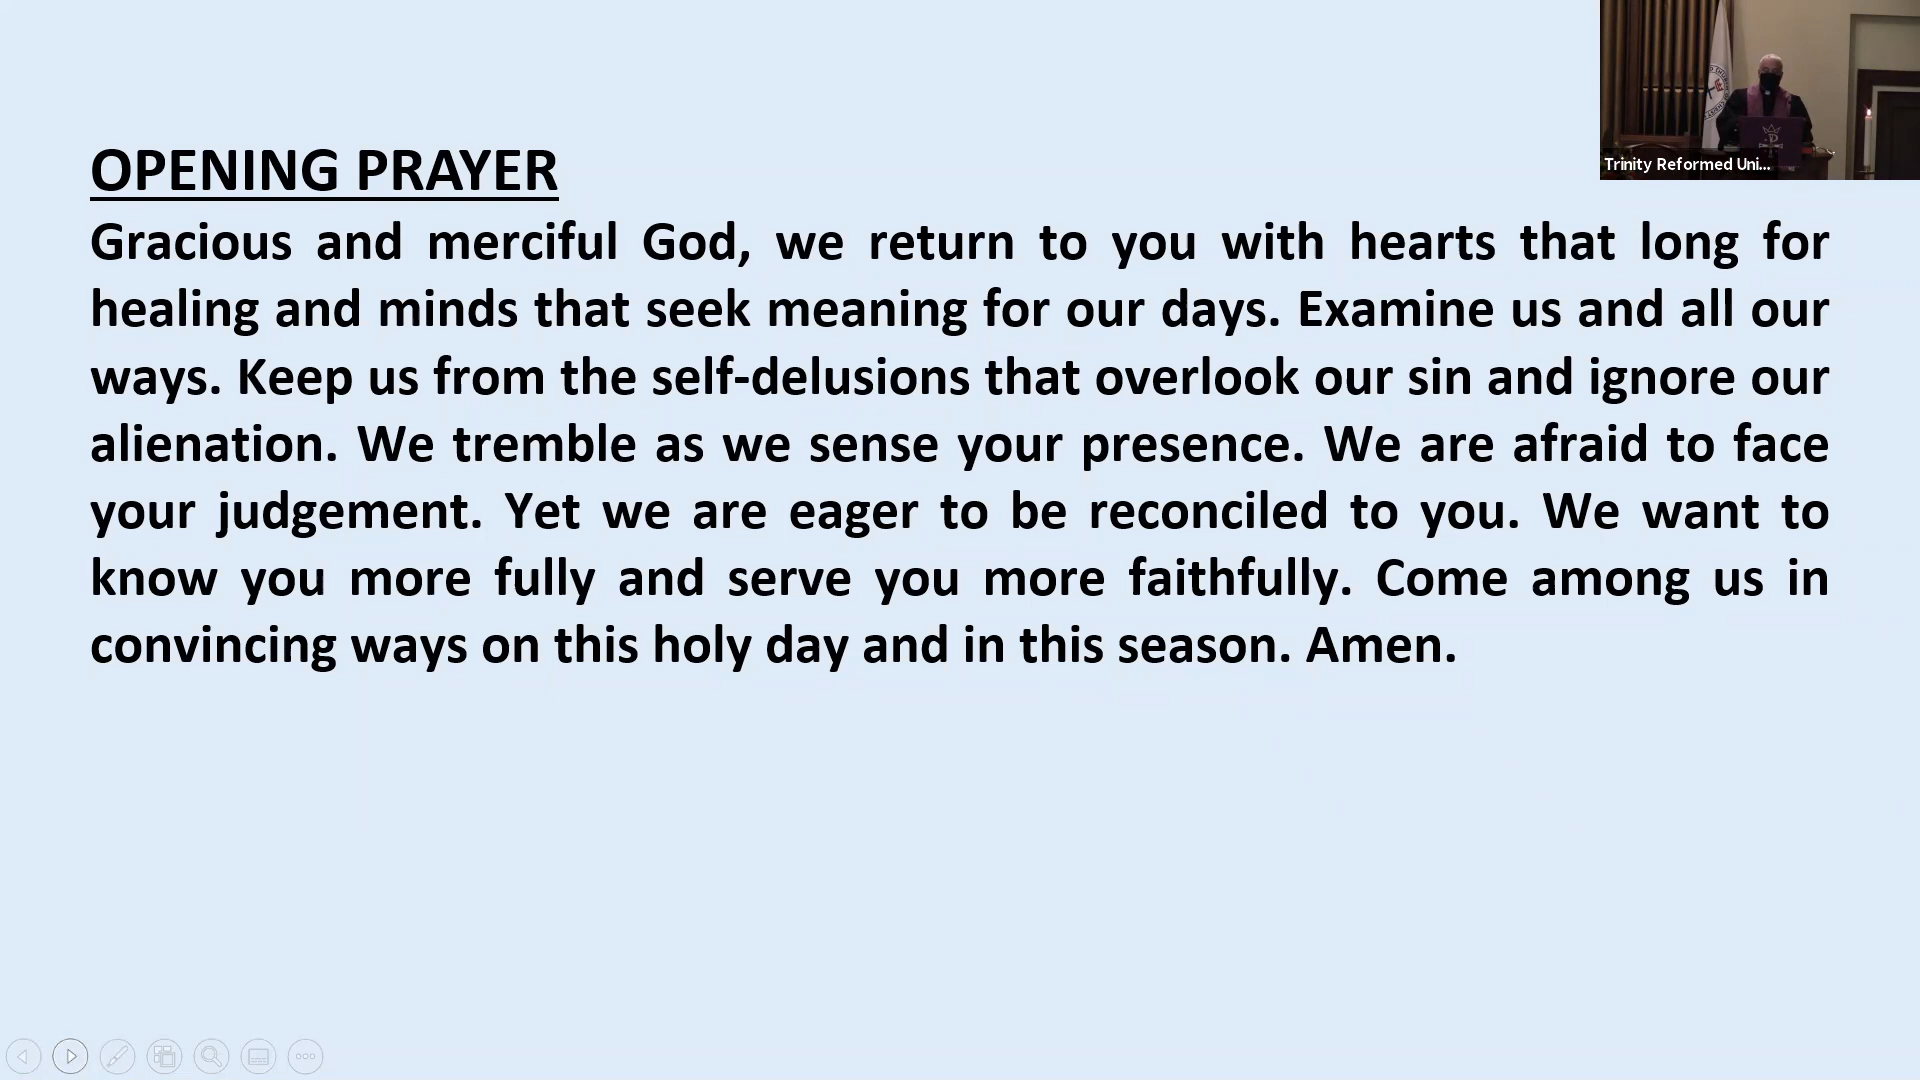 OPENING PRAYER
Gracious and merciful God, we return to you with hearts that long for
healing and minds that seek meaning for our days. Examine us and all our
ways. Keep us from the self-delusions that overlook our sin and ignore our
alienation. We tremble as we sense your presence. We are afraid to face
your judgement. Yet we are eager to be reconciled to you. We want to
know you more fully and serve you more faithfully. Come among us in
convincing ways on this holy day and in this season. Amen.
Trinity Reformed Uni...